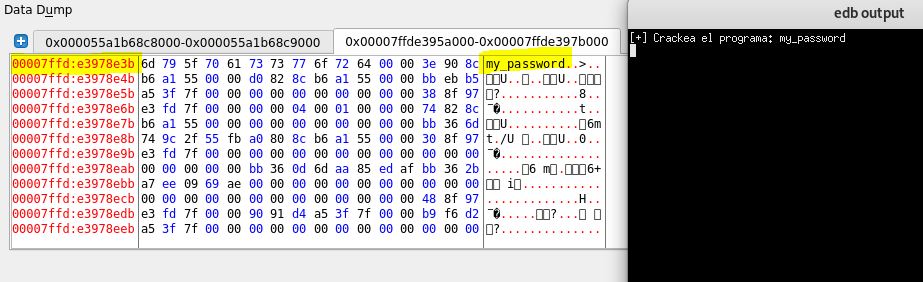 Data Dump
edb output
0x000055a1b68c8000-0x000055a1b68c9000
0x00007ffde395a000-0x00007ffde397b000
[+] Crackea el programa: my_password
00007ffd:e3978e3b 6d 79 5f 70 61 73 73 77 6f 72 64 00 00 3e 90 8c my_password..>..
00007ffd:e3978e4b b6 a1 55 00 00 d0 82 8c b6 a1 55 00 00 bb eb b5
00007ffd:e3978e5b a5 3f 7f 00 00 00 00 00 00 00 00 00 00 38 8f 97
00007ffd:e3978e6b e3 fd 7f 00 00 00 00 04 00 01 00 00 00 74 82 8c
00007ffd:e3978e7b b6 a1 55 00 00 00 00 00 00 00 00 00 00 bb 36 6d
00007ffd:e3978e8b 74 9c 2f 55 fb a0 80 8c b6 a1 55 00 00 30 8f 97
00007ffd:e3978e9b e3 fd 7f 00 00 00 00 00 00 00 00 00 00 00 00 00
00007ffd:e3978eab 00 00 00 00 00 bb 36 0d 6d aa 85 ed af bb 36 2b
00007ffd:e3978ebb a7 ee 09 69 ae 00 00 00 00 00 00 00 00 00 00 00
00007ffd:e3978ecb 00 00 00 00 00 00 00 00 00 00 00 00 00 48 8f 97
00007ffd:e3978edb e3 fd 7f 00 00 90 91 d4 a5 3f 7f 00 00 b9 f6 d2
00007ffd:e3978eeb a5 3f 7f 00 00 00 00 00 00 00 00 00 00 00 00 00